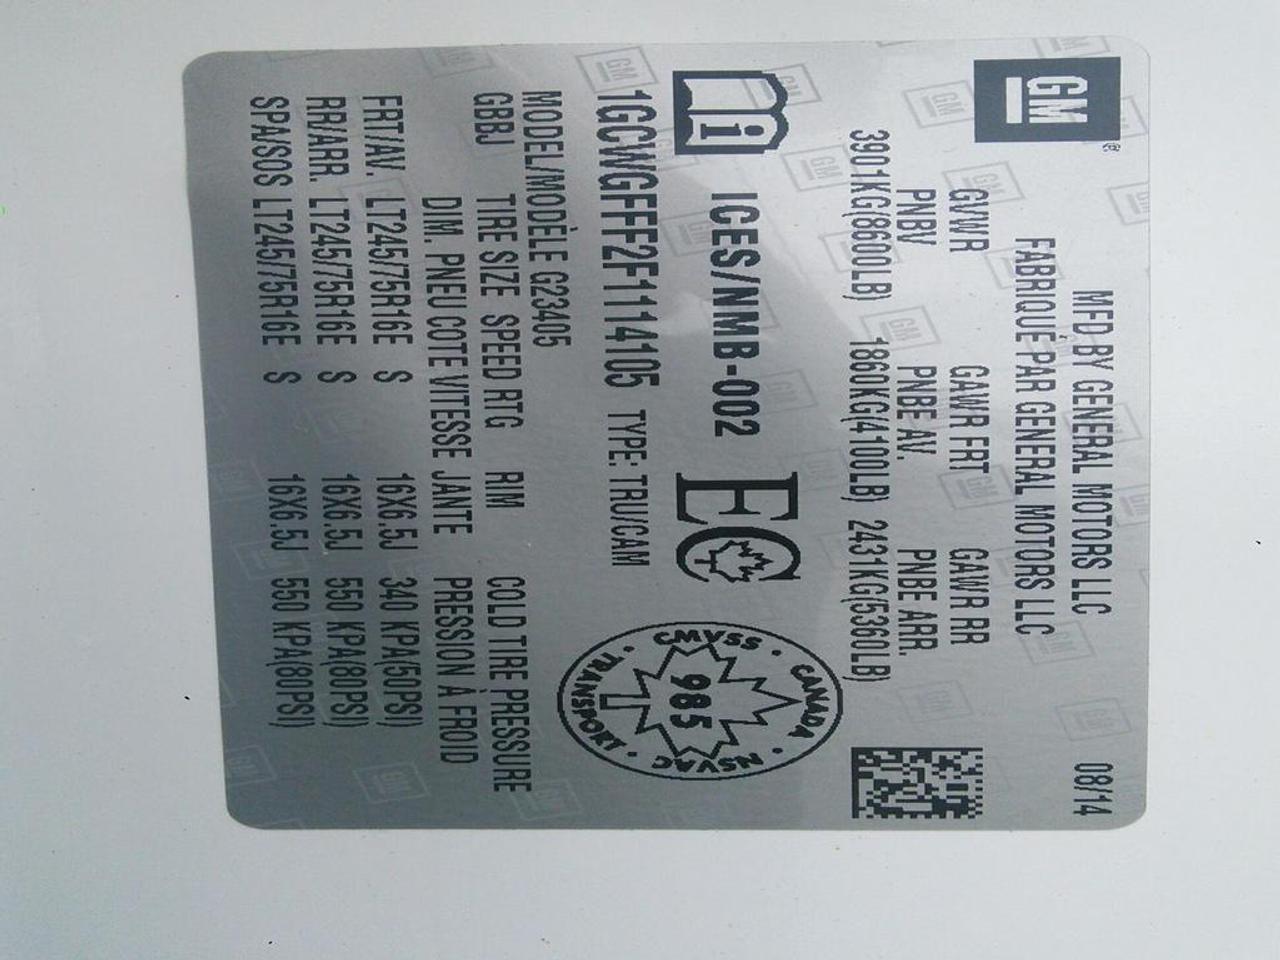 GM®
MFD BY GENERAL MOTORS LLC 08/14
FABRIQUÉ PAR GENERAL MOTORS LLC
GVWR GAWR FRT GAWR RR
PNBV PNBE AV. PNBE ARR.
3901KG(8600LB) 1860KG(4100LB) 2431KG(5360LB)
i ICES/NMB-002 EC
CANADA · NSVAC · TRANSPORT · CMVSS ·
985
1GCWGFFF2F1114105 TYPE: TRU/CAM
MODEL/MODÈLE G23405
GBBJ TIRE SIZE SPEED RTG RIM COLD TIRE PRESSURE
DIM. PNEU COTE VITESSE JANTE PRESSION À FROID
FRT/AV. LT245/75R16E S 16X6.5J 340 KPA(50PSI)
RR/ARR. LT245/75R16E S 16X6.5J 550 KPA(80PSI)
SPA/SOS LT245/75R16E S 16X6.5J 550 KPA(80PSI)